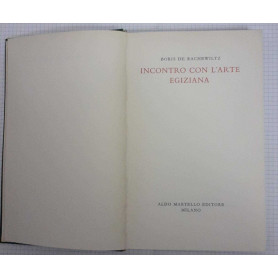 BORIS DE RACHEWILTZ
INCONTRO CON L'ARTE
EGIZIANA
ALDO MARTELLO EDITORE
MILANO